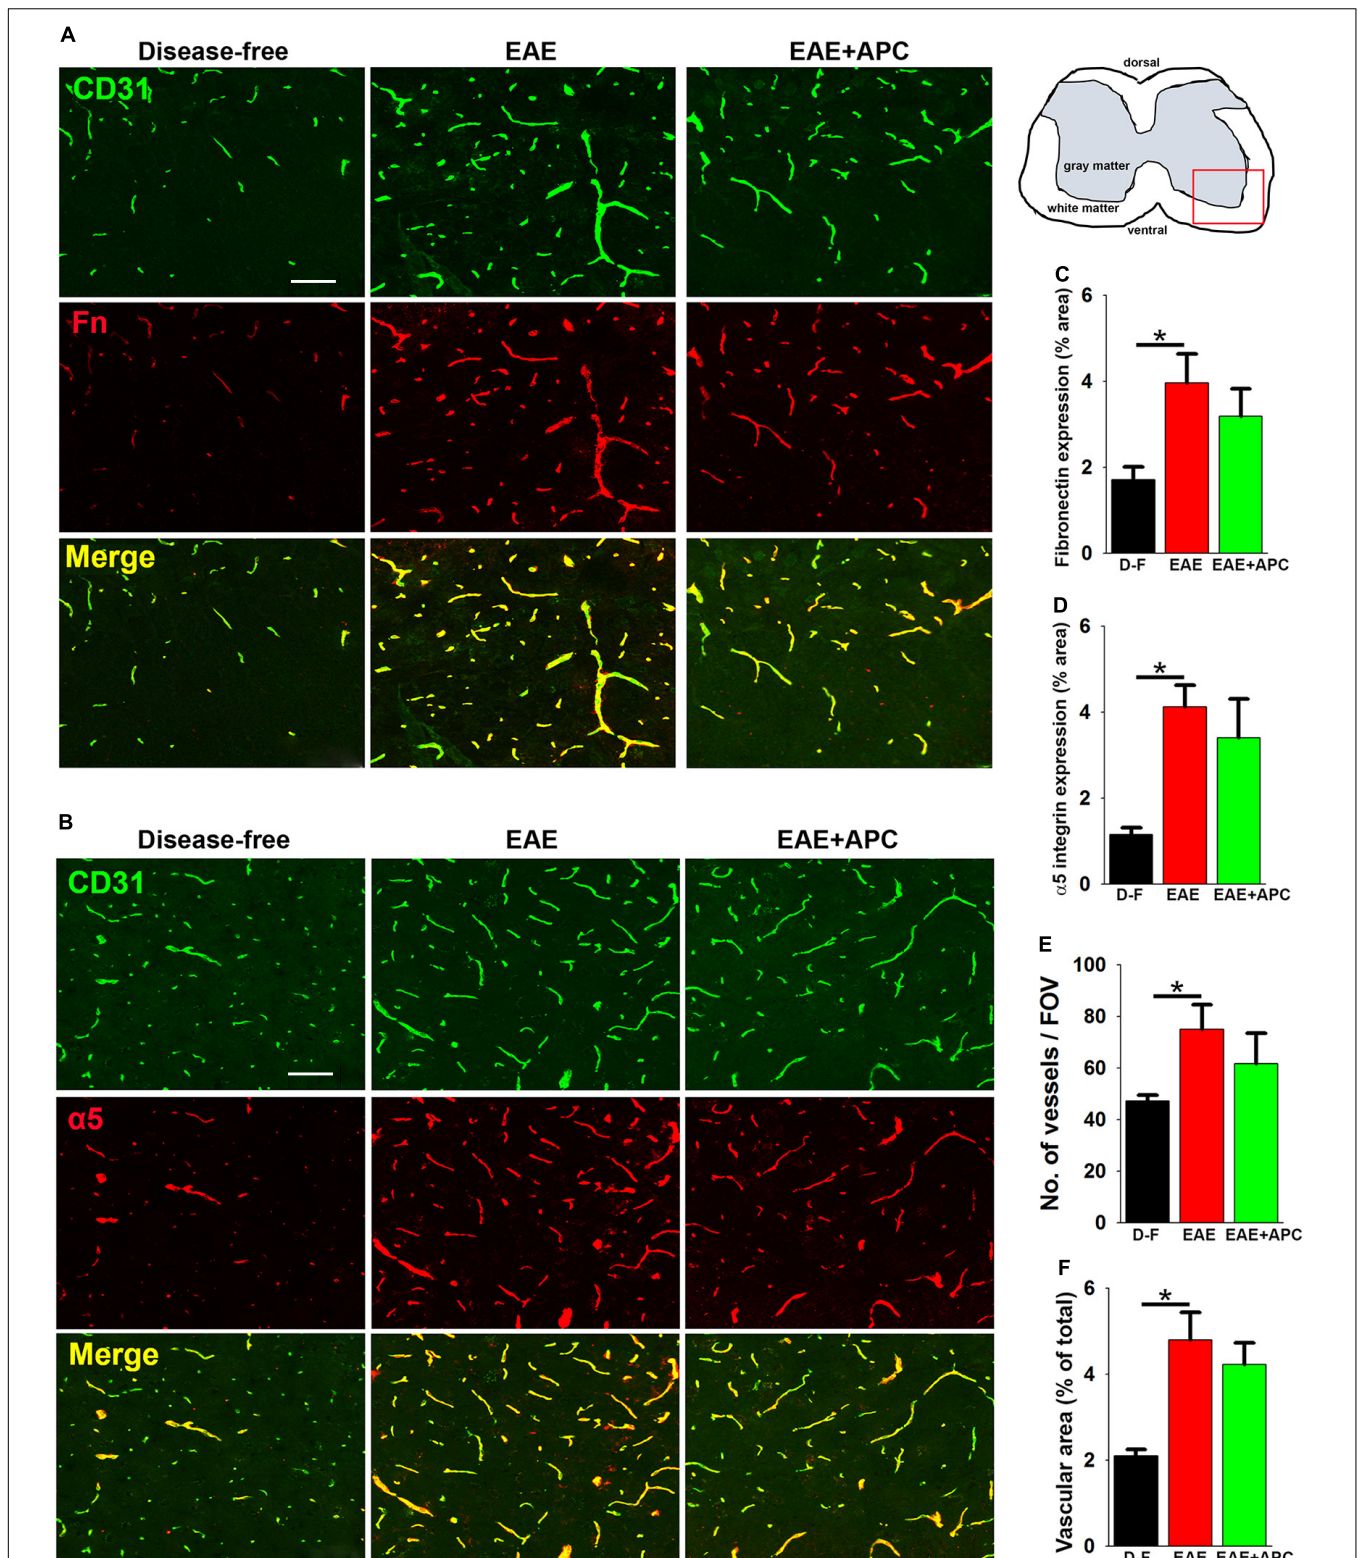 A
Disease-free
EAE
EAE+APC
CD31
Fn
Merge
dorsal
gray matter
white matter
ventral
C
Fibronectin expression (% area)
6
4
2
0
*
D-F
EAE
EAE+APC
D
α5 integrin expression (% area)
6
4
2
0
*
D-F
EAE
EAE+APC
B
Disease-free
EAE
EAE+APC
CD31
α5
Merge
E
No. of vessels / FOV
100
80
60
40
20
0
*
D-F
EAE
EAE+APC
F
Vascular area (% of total)
6
4
2
0
*
D-F
EAE
EAE+APC